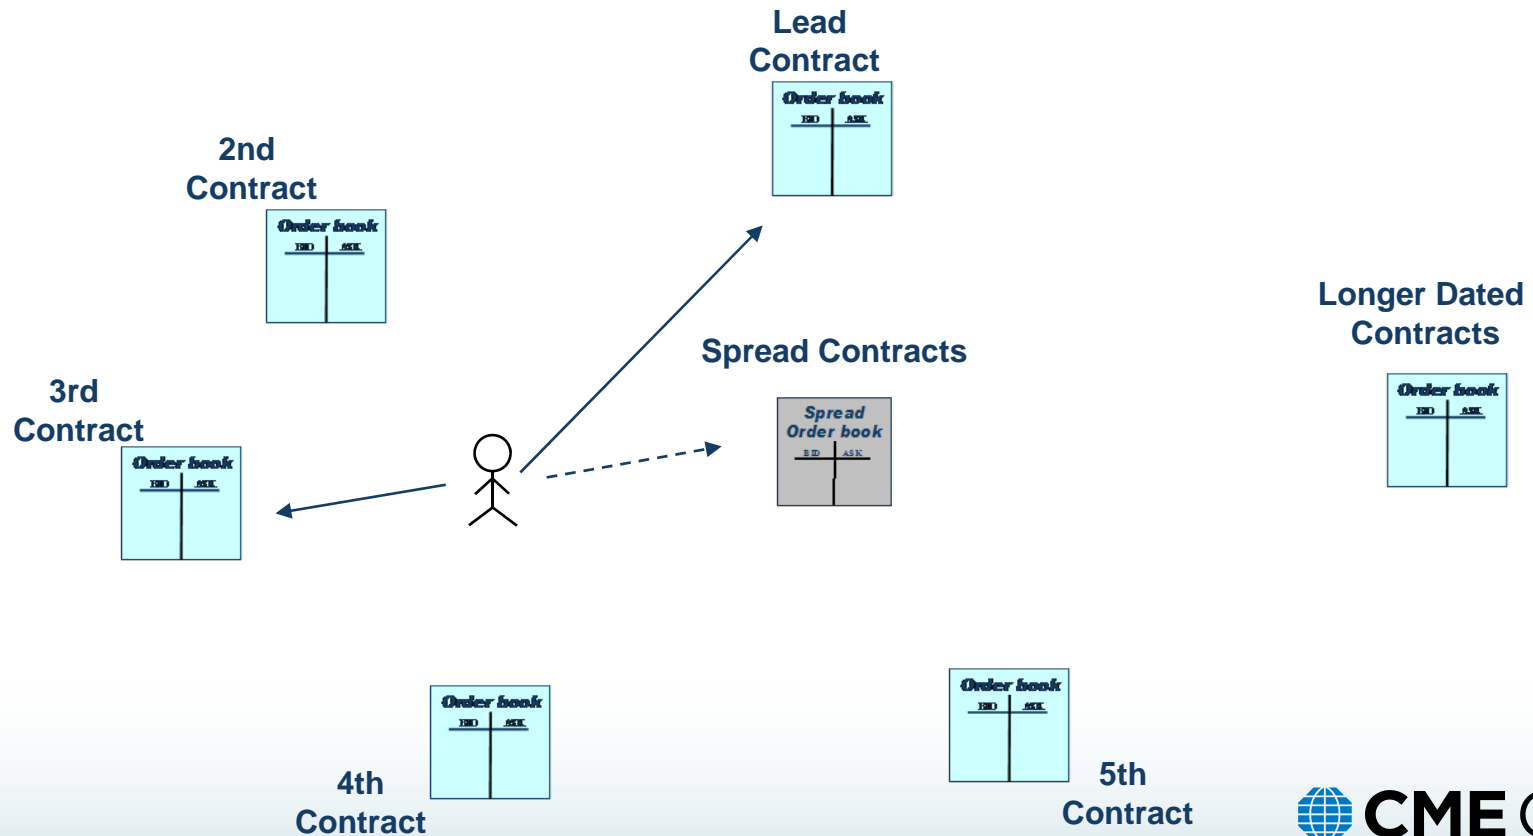 Lead
Contract
Order book
BID ASK
2nd
Contract
Order book
BID ASK
Longer Dated
Contracts
Order book
BID ASK
Spread Contracts
Spread
Order book
BID ASK
3rd
Contract
Order book
BID ASK
Order book
BID ASK
4th
Contract
Order book
BID ASK
5th
Contract
CME